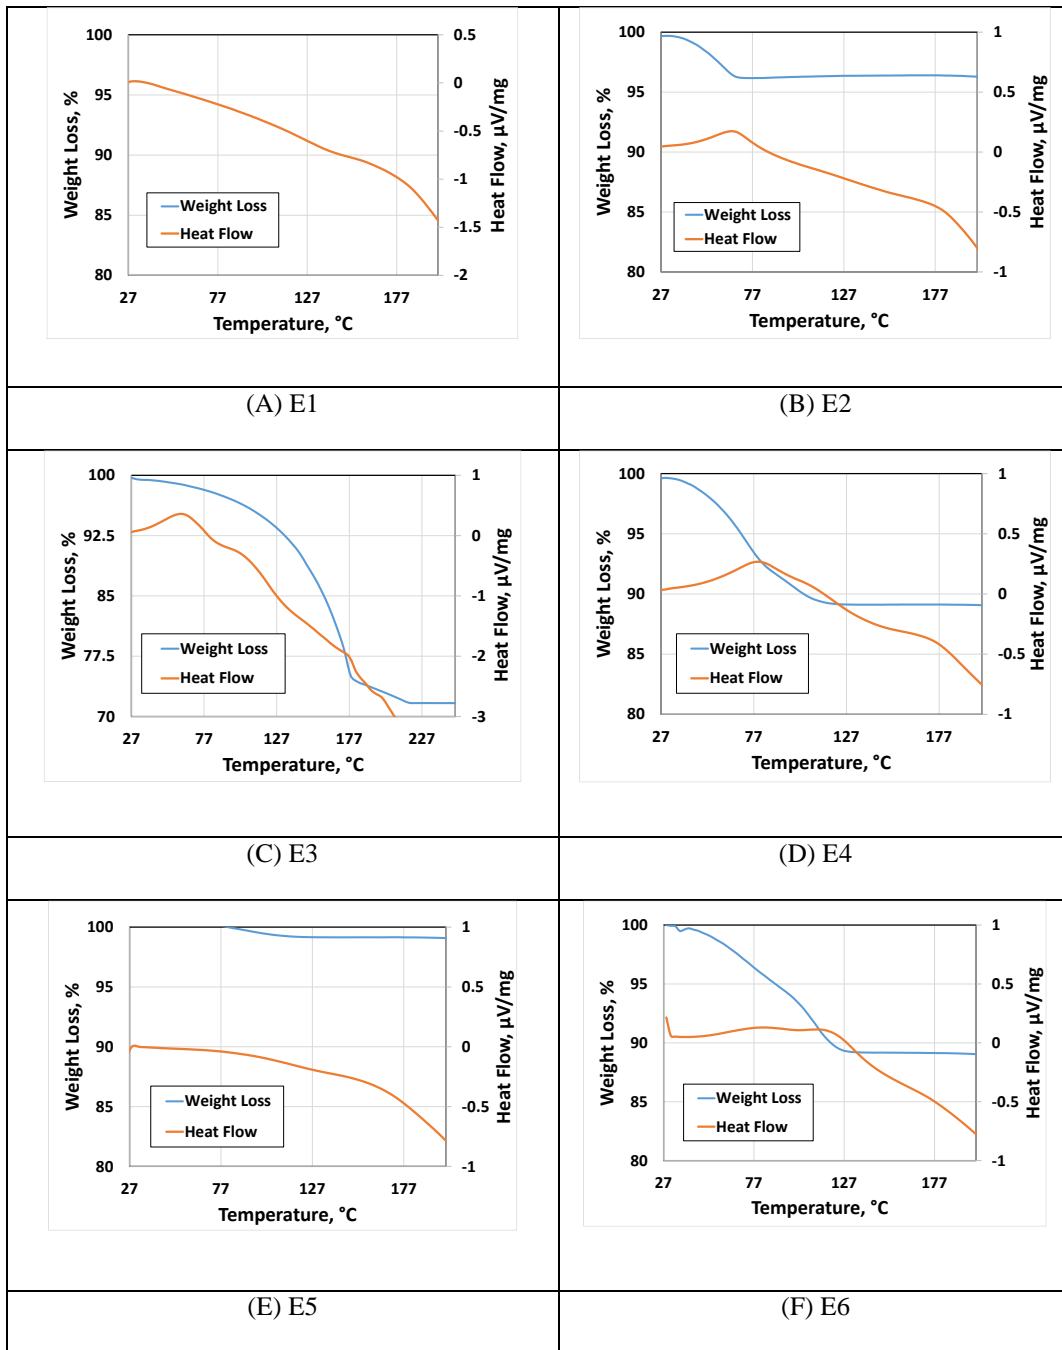 100
95
90
85
80
0.5
0
-0.5
-1
-1.5
-2
27
77
127
177
Weight Loss, %
Heat Flow, µV/mg
Temperature, °C
Weight Loss
Heat Flow
100
95
90
85
80
1
0.5
0
-0.5
-1
27
77
127
177
Weight Loss, %
Heat Flow, µV/mg
Temperature, °C
Weight Loss
Heat Flow
(A) E1
(B) E2
100
92.5
85
77.5
70
1
0
-1
-2
-3
27
77
127
177
227
Weight Loss, %
Heat Flow, µV/mg
Temperature, °C
Weight Loss
Heat Flow
100
95
90
85
80
1
0.5
0
-0.5
-1
27
77
127
177
Weight Loss, %
Heat Flow, µV/mg
Temperature, °C
Weight Loss
Heat Flow
(C) E3
(D) E4
100
95
90
85
80
1
0.5
0
-0.5
-1
27
77
127
177
Weight Loss, %
Heat Flow, µV/mg
Temperature, °C
Weight Loss
Heat Flow
100
95
90
85
80
1
0.5
0
-0.5
-1
27
77
127
177
Weight Loss, %
Heat Flow, µV/mg
Temperature, °C
Weight Loss
Heat Flow
(E) E5
(F) E6